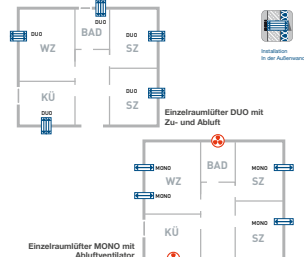 DUO
DUO
BAD
DUO
WZ
SZ
Installation
In der Außenwand
KÜ
DUO
SZ
DUO
Einzelraumlüfter DUO mit
Zu- und Abluft
MONO
BAD
MONO
WZ
SZ
MONO
KÜ
MONO
SZ
Einzelraumlüfter MONO mit
Abluftventilator